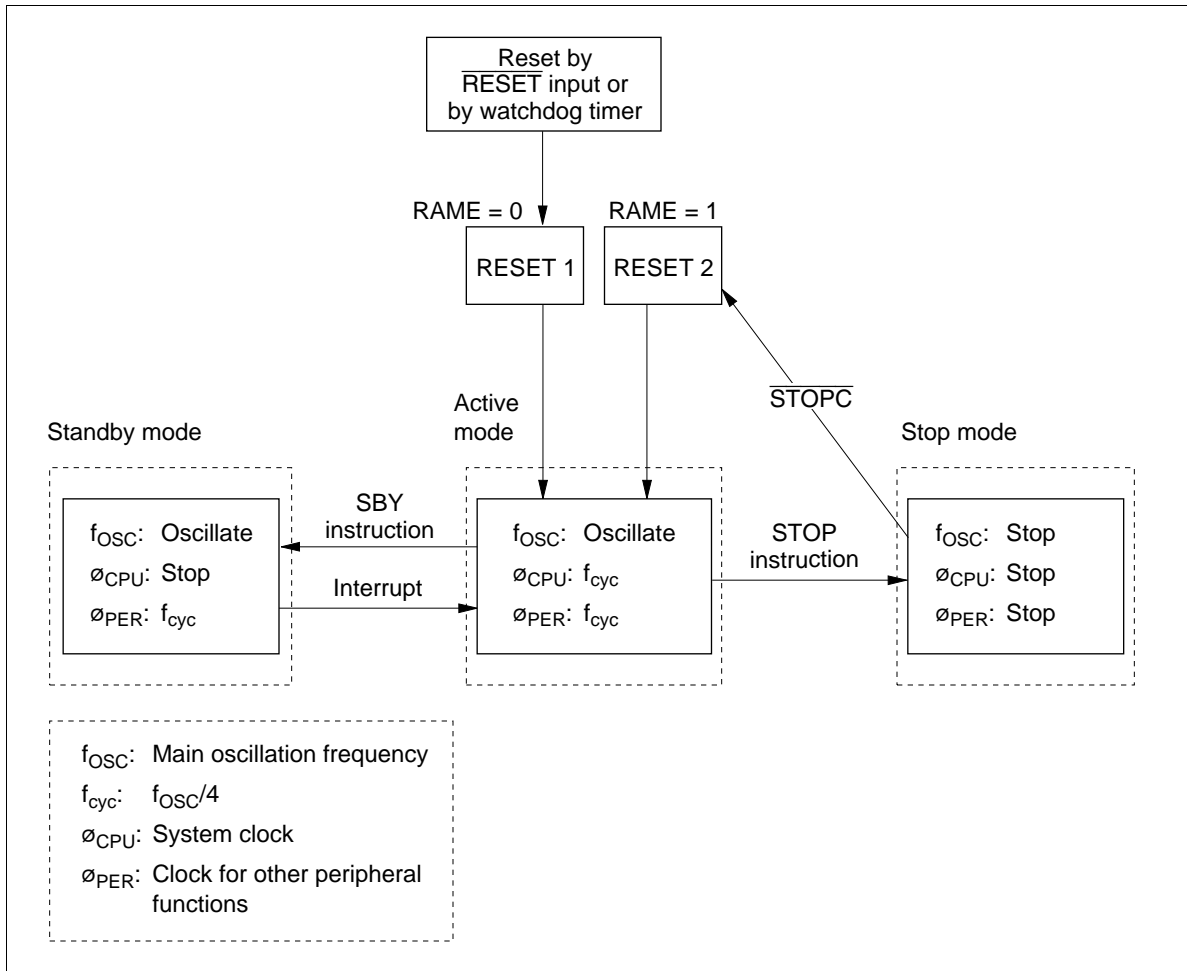 Reset by
RESET input or
by watchdog timer
RAME = 0
RAME = 1
RESET 1
RESET 2
STOPC
Active
mode
Standby mode
Stop mode
fOSC: Oscillate
øCPU: Stop
øPER: fcyc
SBY
instruction
Interrupt
fOSC: Oscillate
øCPU: fcyc
øPER: fcyc
STOP
instruction
fOSC: Stop
øCPU: Stop
øPER: Stop
fOSC: Main oscillation frequency
fcyc: fOSC/4
øCPU: System clock
øPER: Clock for other peripheral
functions